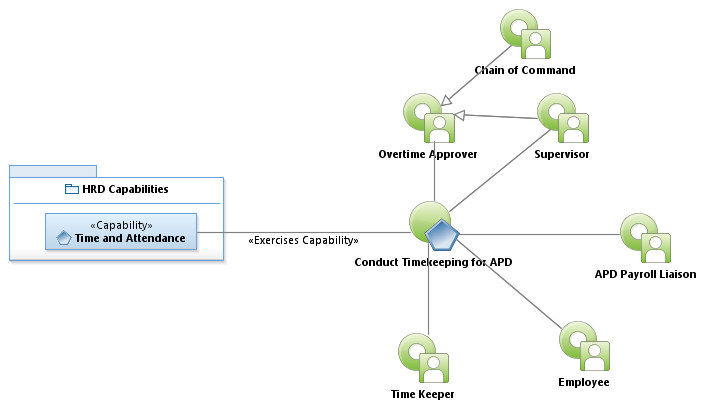 Chain of Command
Overtime Approver
Supervisor
HRD Capabilities
«Capability»
Time and Attendance
«Exercises Capability»
Conduct Timekeeping for APD
APD Payroll Liaison
Employee
Time Keeper